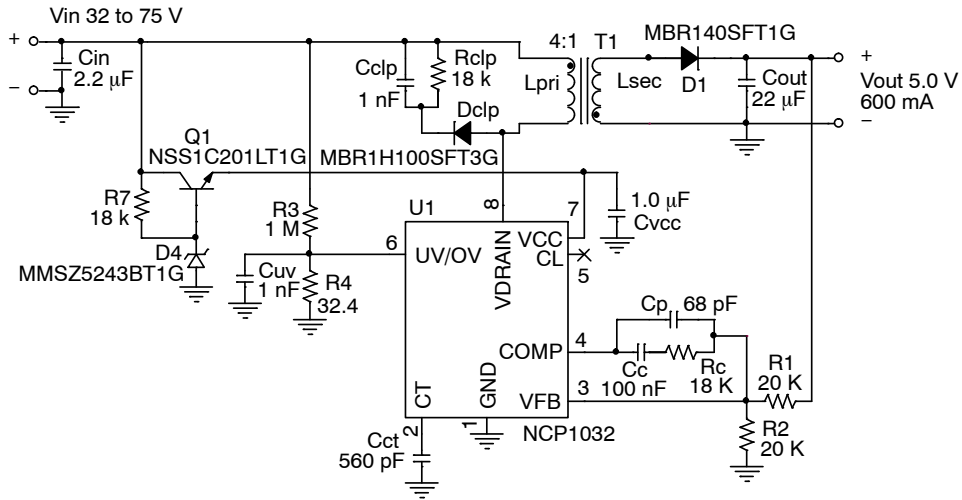 Vin 32 to 75 V
+
−
Cin
2.2 μF
Cclp
1 nF
Rclp
18 k
Dclp
MBR1H100SFT3G
4:1 T1
Lpri
Lsec
MBR140SFT1G
D1
Cout
22 μF
+
Vout 5.0 V
600 mA
−
Q1
NSS1C201LT1G
R7
18 k
D4
MMSZ5243BT1G
R3
1 M
Cuv
1 nF
R4
32.4
U1
8
7
6
UV/OV
VDRAIN
VCC
CL
5
1.0 μF
Cvcc
Cp 68 pF
4
COMP
Cc
100 nF
Rc
18 K
3
VFB
CT
GND
2
1
NCP1032
R1
20 K
R2
20 K
Cct
560 pF